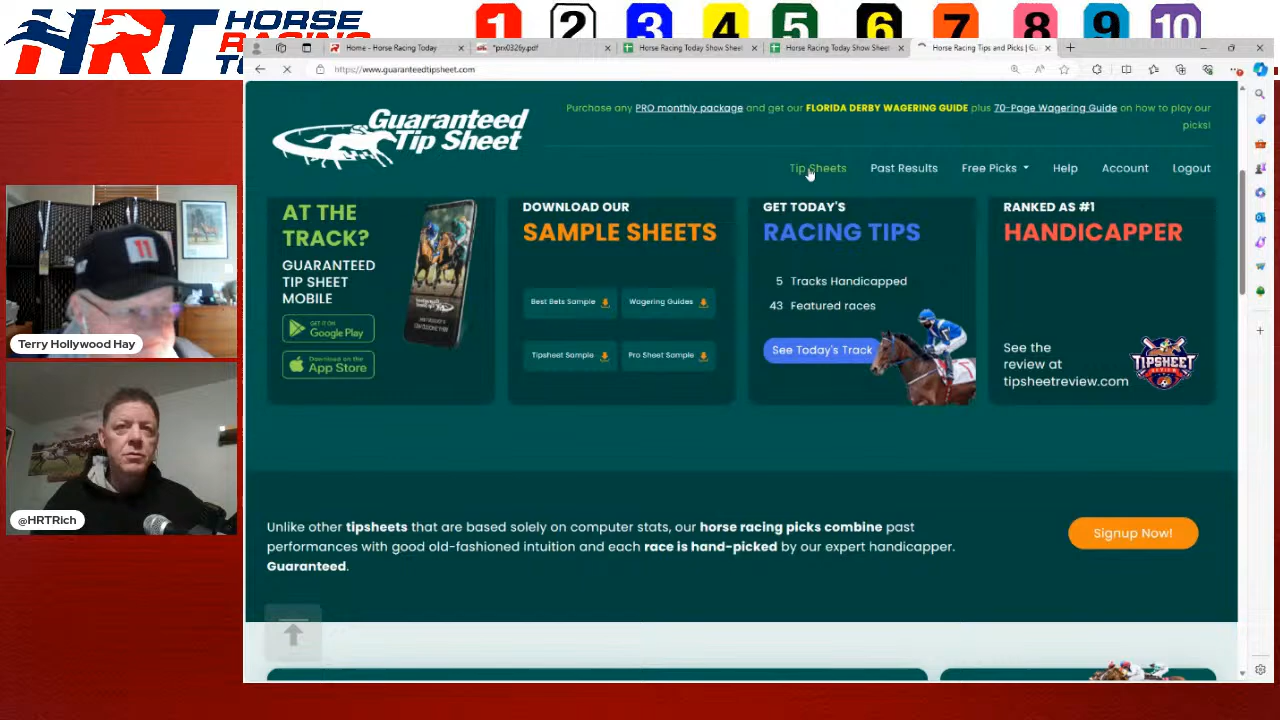 HRT HORSE
RACING
1 2 3 4 5 6 7 8 9 10
Home - Horse Racing Today
*prx0326y.pdf
Horse Racing Today Show Sheet
Horse Racing Today Show Sheet
Horse Racing Tips and Picks | Gu
https://www.guaranteedtipsheet.com
Guaranteed
Tip Sheet
Purchase any PRO monthly package and get our FLORIDA DERBY WAGERING GUIDE plus 70-Page Wagering Guide on how to play our
picks!
Tip Sheets
Past Results
Free Picks
Help
Account
Logout
AT THE
TRACK?
GUARANTEED
TIP SHEET
MOBILE
GET IT ON
Google Play
Download on the
App Store
DOWNLOAD OUR
SAMPLE SHEETS
Best Bets Sample
Wagering Guides
Tipsheet Sample
Pro Sheet Sample
GET TODAY'S
RACING TIPS
5 Tracks Handicapped
43 Featured races
See Today's Track
RANKED AS #1
HANDICAPPER
See the
review at
tipsheetreview.com
TIPSHEET
REVIEW
Unlike other tipsheets that are based solely on computer stats, our horse racing picks combine past
performances with good old-fashioned intuition and each race is hand-picked by our expert handicapper.
Guaranteed.
Signup Now!
11
Terry Hollywood Hay
@HRTRich